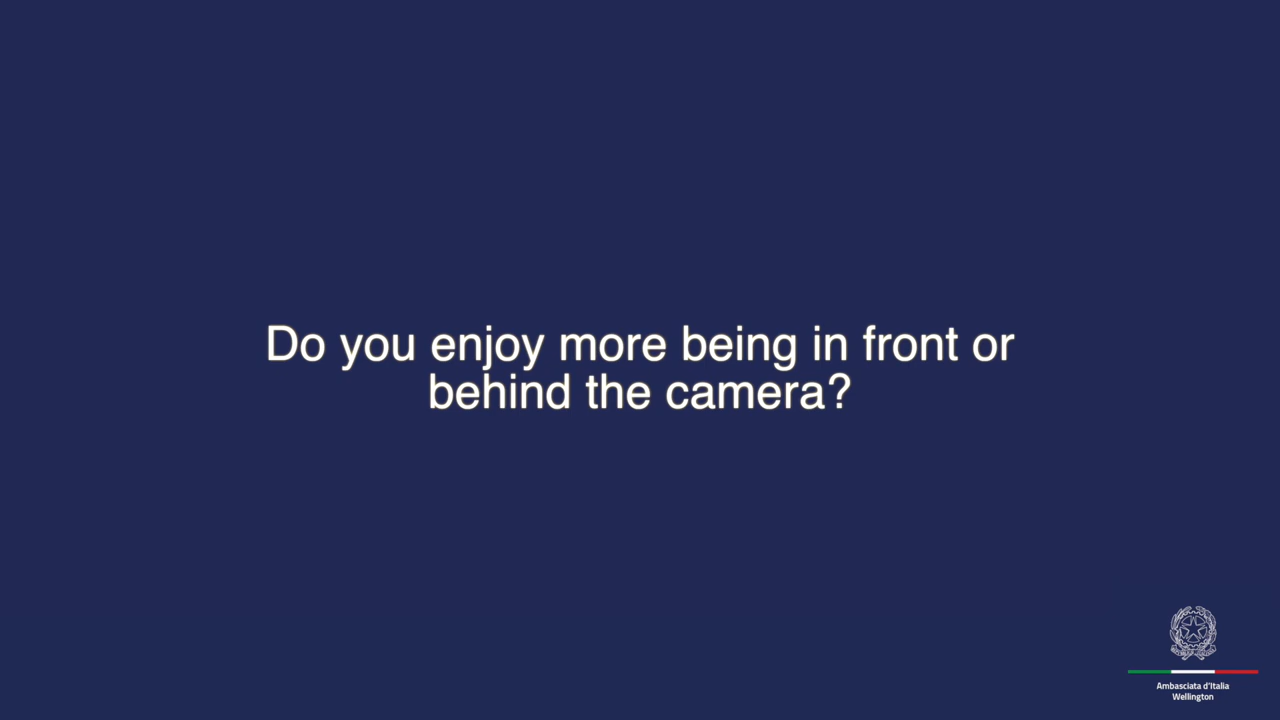 Do you enjoy more being in front or
behind the camera?
Ambasciata d'Italia
Wellington